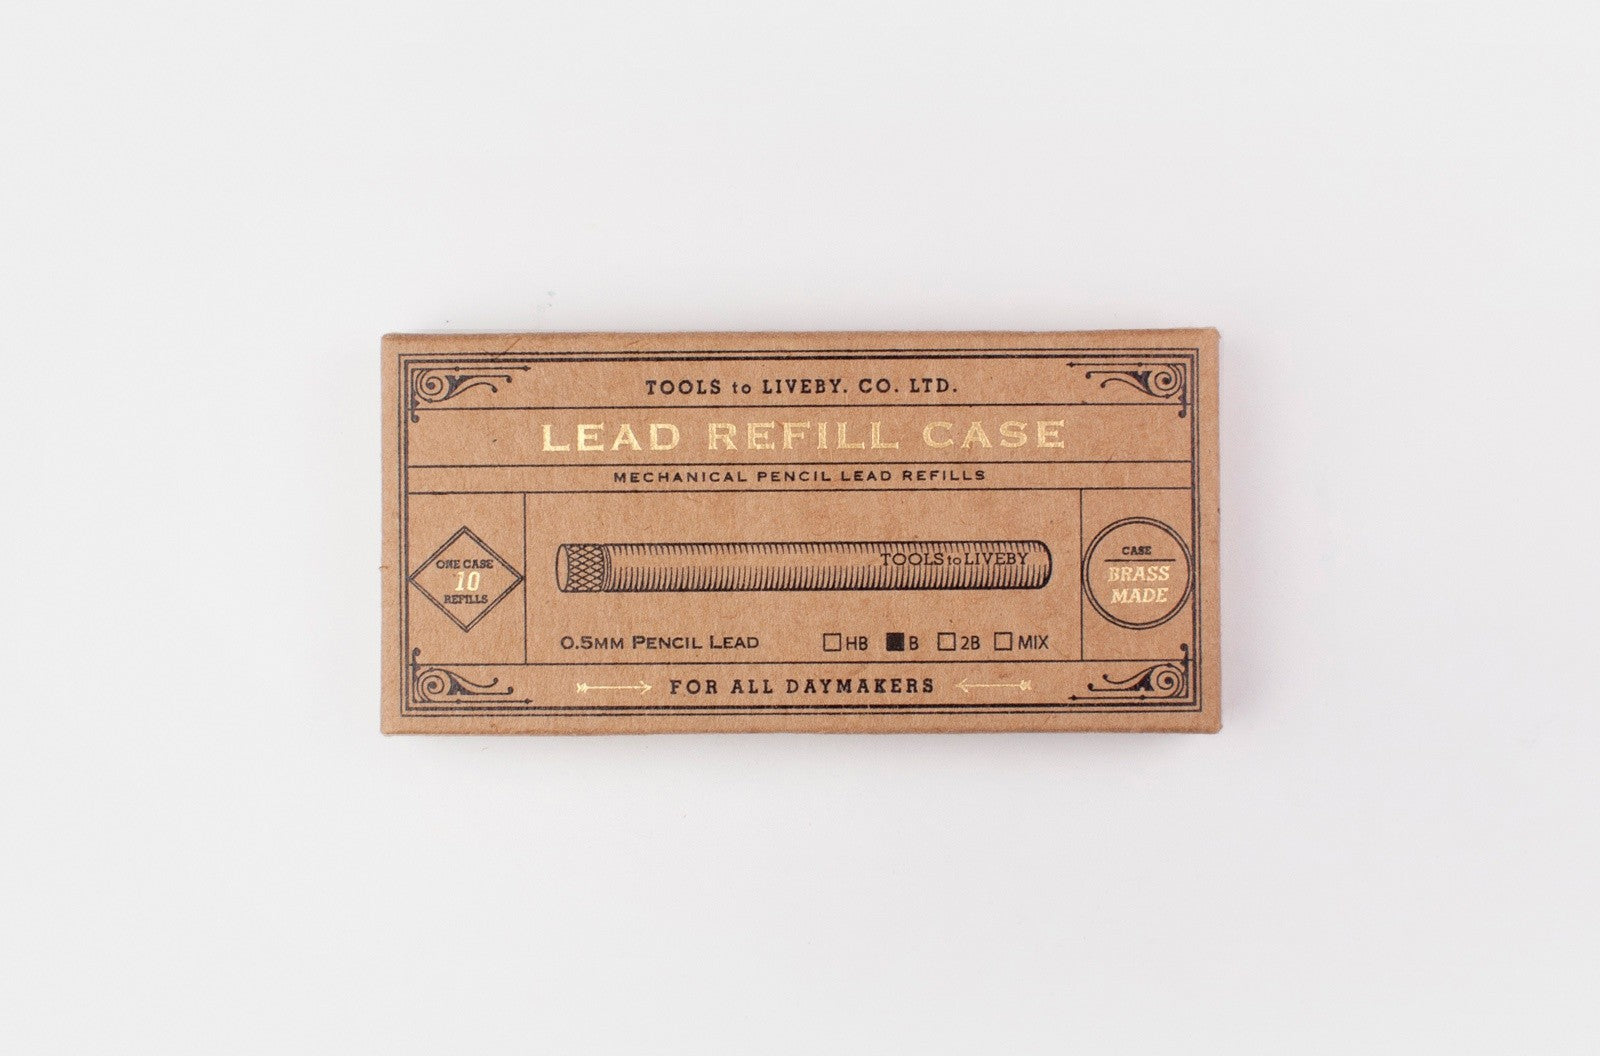 TOOLS to LIVEBY. CO. LTD.
LEAD REFILL CASE
MECHANICAL PENCIL LEAD REFILLS
ONE CASE
10
REFILLS
TOOLS to LIVEBY
CASE
BRASS
MADE
0.5MM PENCIL LEAD
HB B 2B MIX
FOR ALL DAYMAKERS